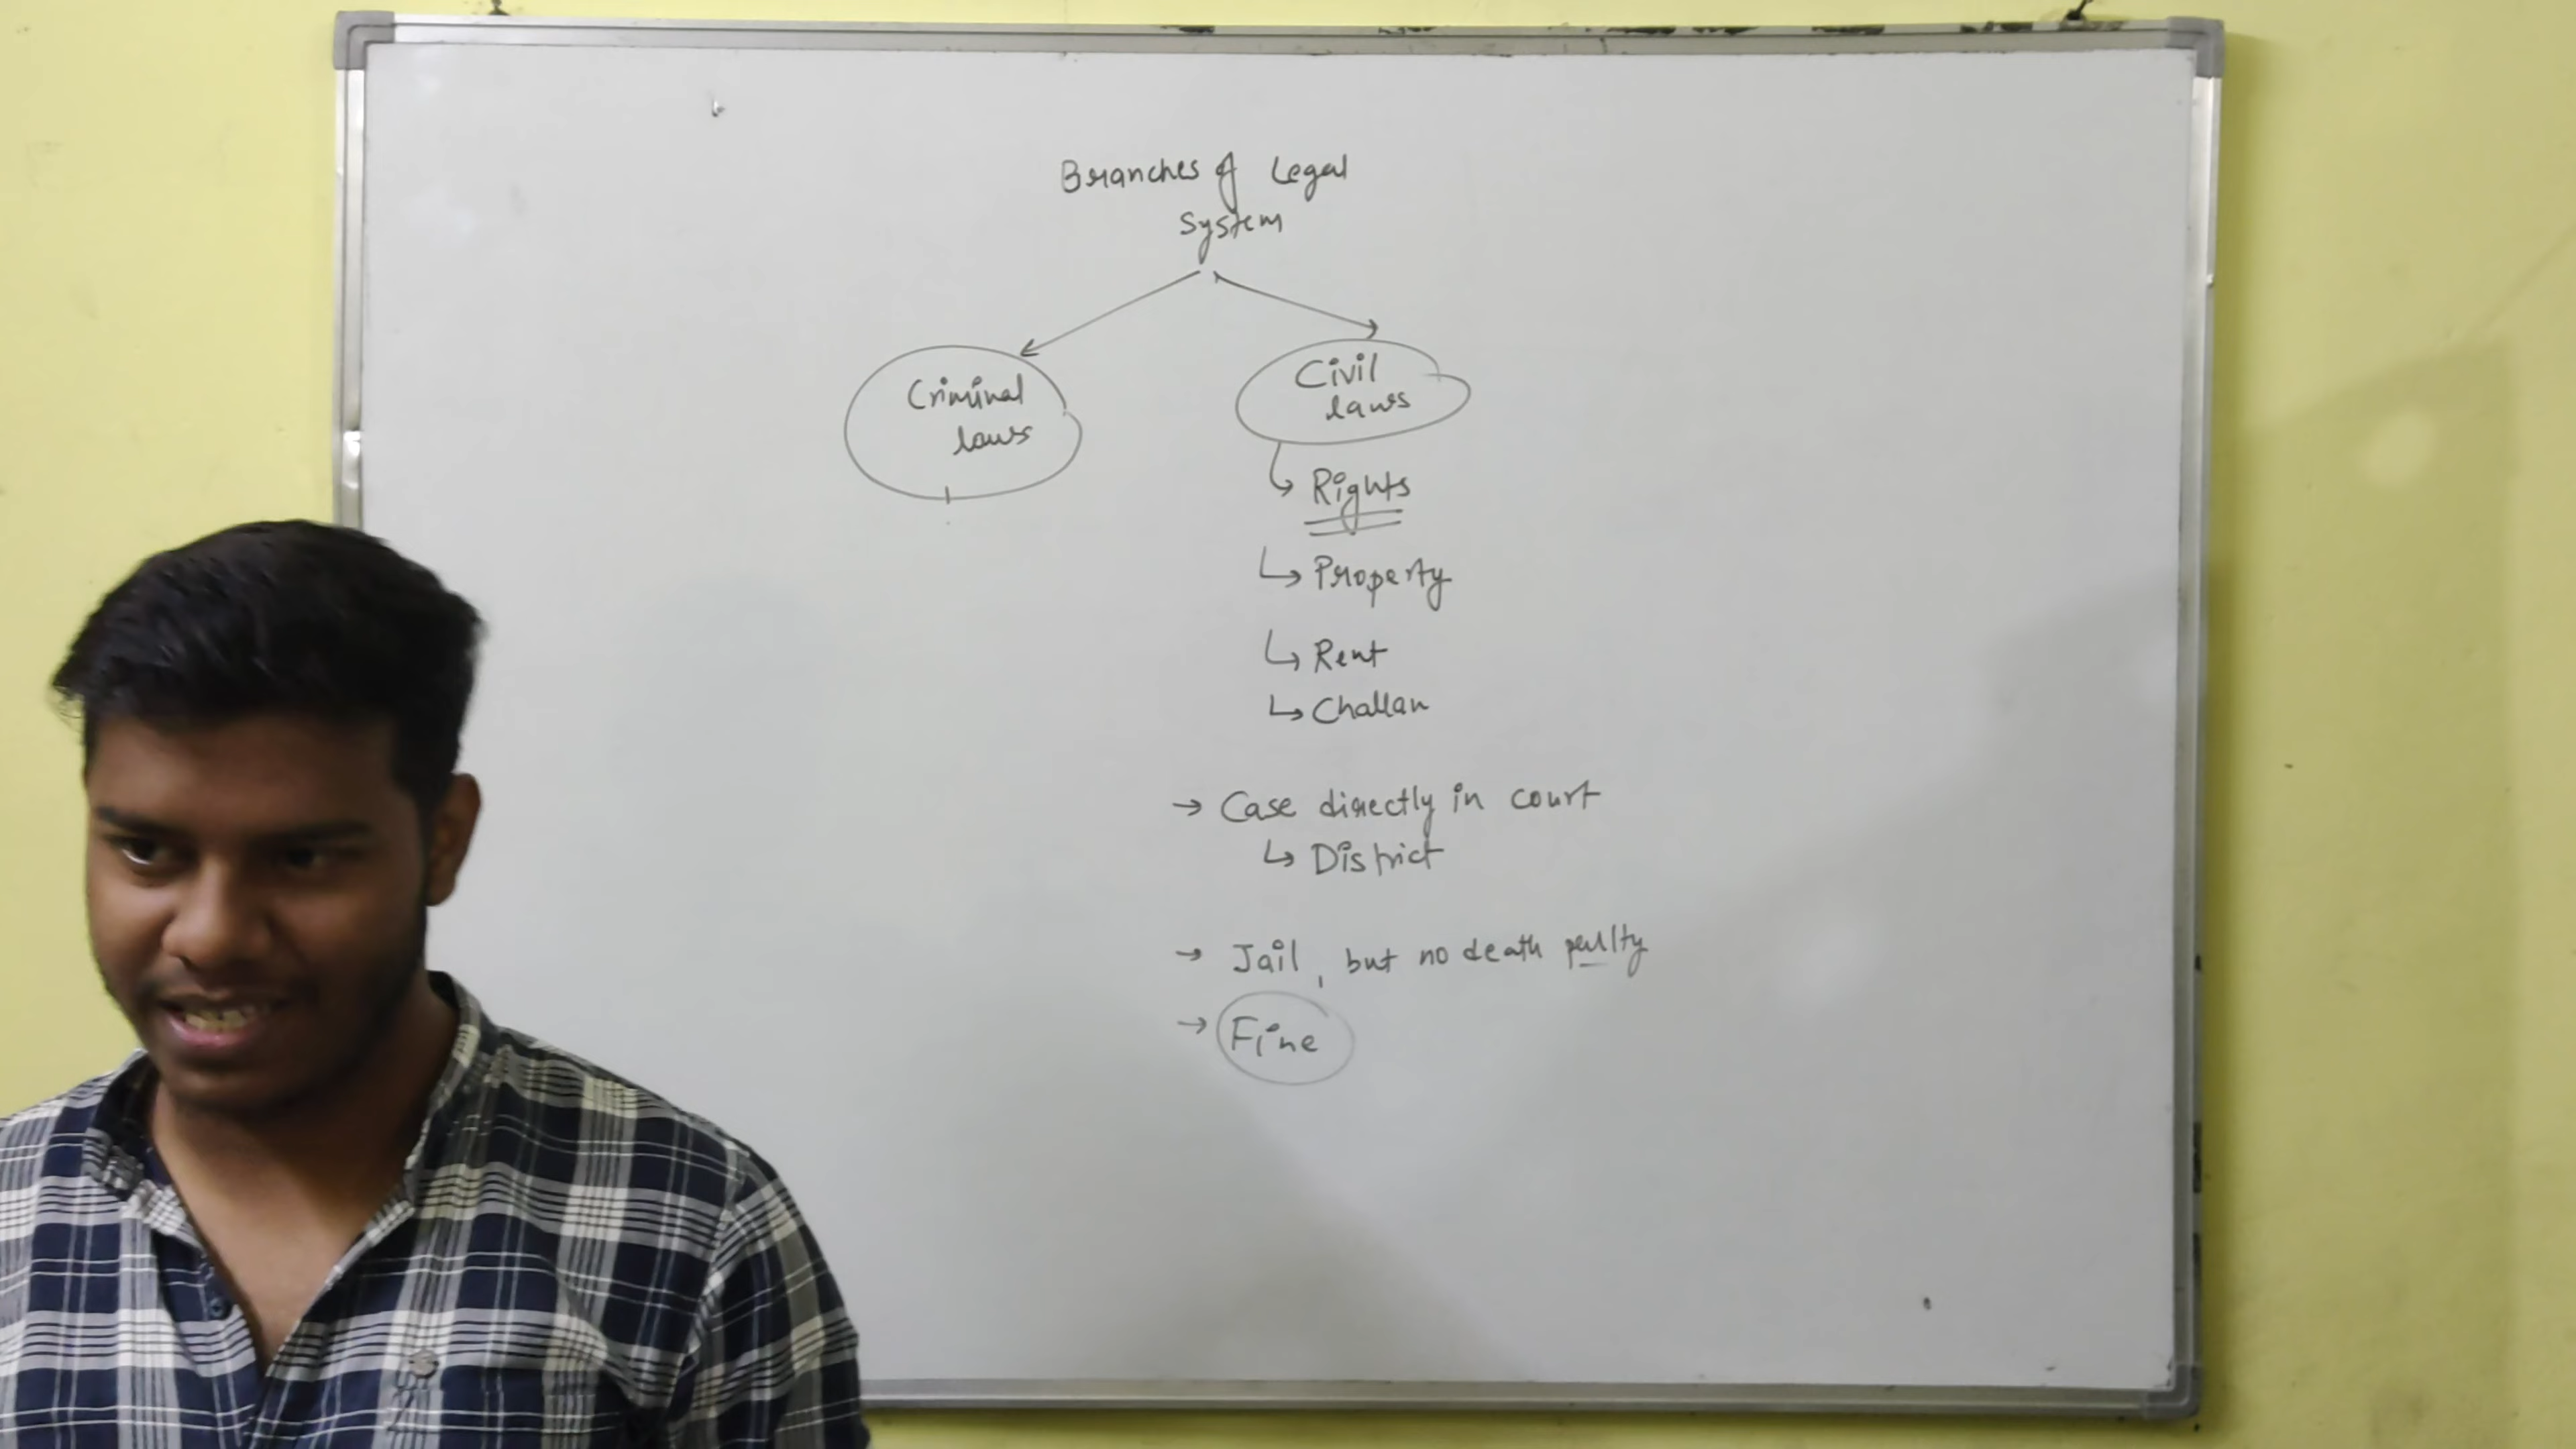 Branches of Legal
System
Criminal
laws
Civil
laws
Rights
Property
Rent
Challan
→ Case directly in court
District
→ Jail, but no death penlty
→ Fine